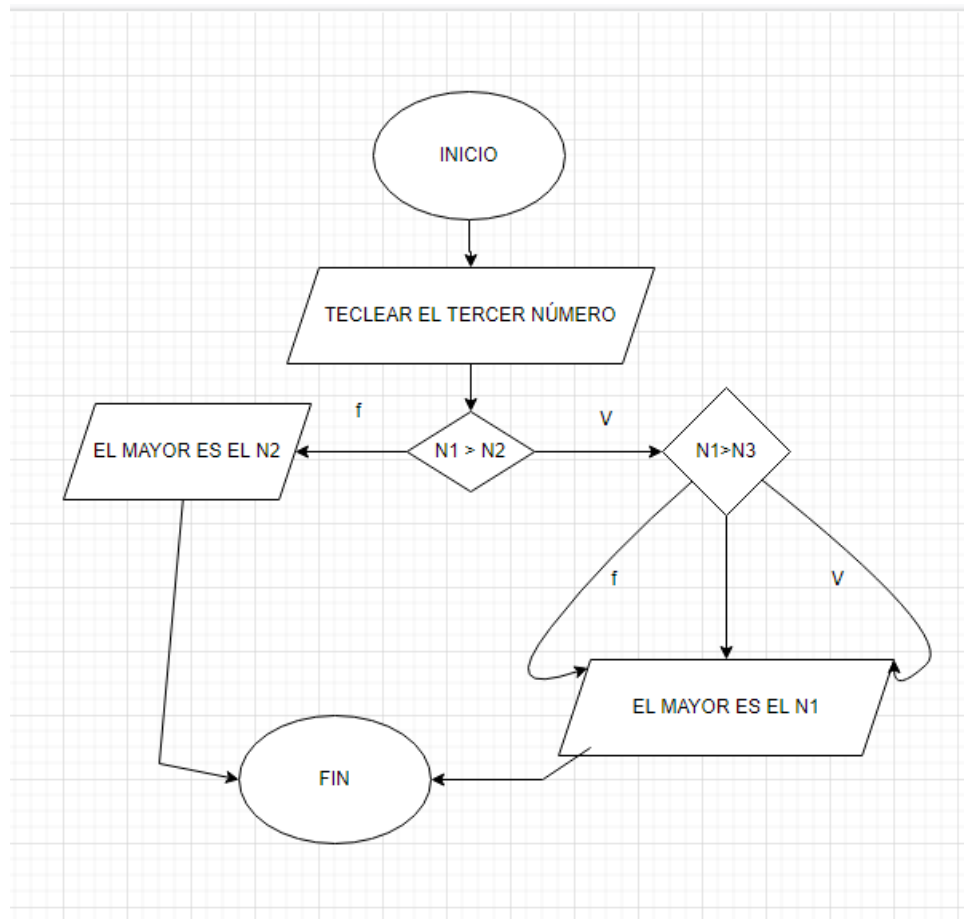 INICIO
TECLEAR EL TERCER NÚMERO
f
V
EL MAYOR ES EL N2
N1 > N2
N1>N3
f
V
EL MAYOR ES EL N1
FIN